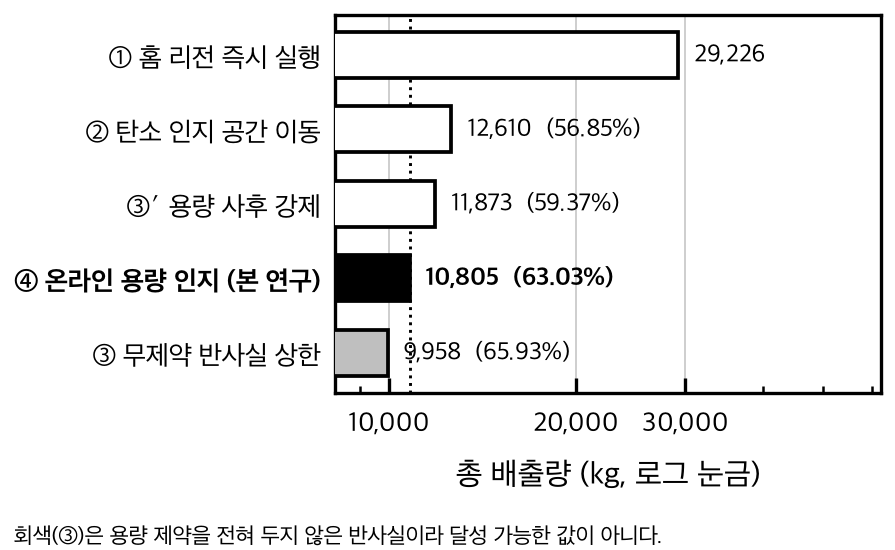 ① 홈 리전 즉시 실행 29,226
② 탄소 인지 공간 이동 12,610 (56.85%)
③′ 용량 사후 강제 11,873 (59.37%)
④ 온라인 용량 인지 (본 연구) 10,805 (63.03%)
③ 무제약 반사실 상한 9,958 (65.93%)
10,000 20,000 30,000
총 배출량 (kg, 로그 눈금)
회색(③)은 용량 제약을 전혀 두지 않은 반사실이라 달성 가능한 값이 아니다.